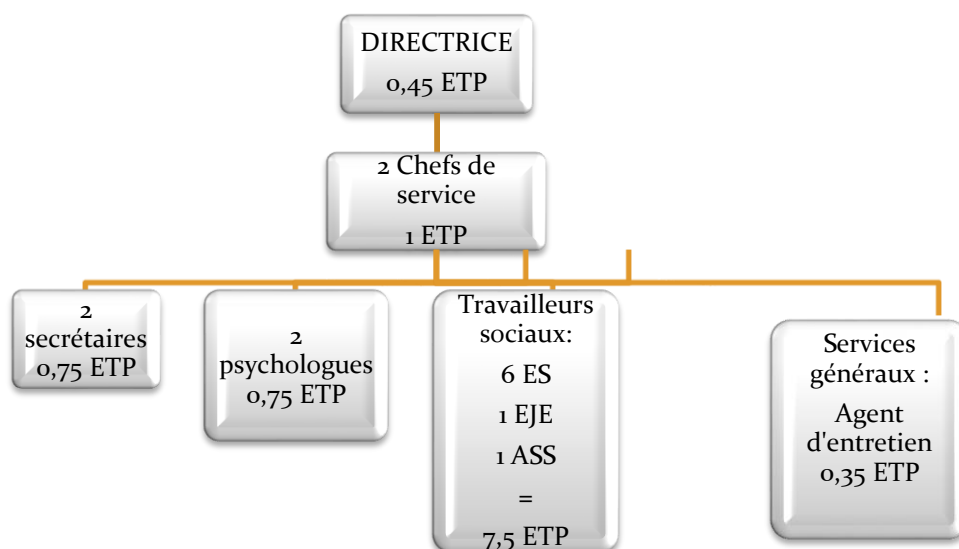 DIRECTRICE
0,45 ETP
2 Chefs de
service
1 ETP
2
secrétaires
0,75 ETP
2
psychologues
0,75 ETP
Travailleurs
sociaux:
6 ES
1 EJE
1 ASS
=
7,5 ETP
Services
généraux :
Agent
d'entretien
0,35 ETP